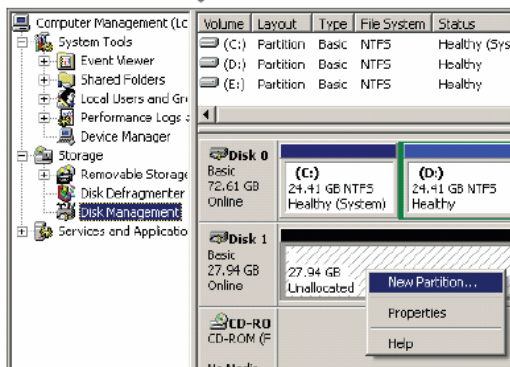 Computer Management (Lc
System Tools
Event Viewer
Shared Folders
Local Users and Gr
Performance Logs
Device Manager
Storage
Removable Storage
Disk Defragmenter
Disk Management
Services and Applicatio
Volume Layout Type File System Status
(C:) Partition Basic NTFS Healthy (Sys
(D:) Partition Basic NTFS Healthy
(E:) Partition Basic NTFS Healthy
Disk 0
Basic
72.61 GB
Online
(C:)
24.41 GB NTFS
Healthy (System)
(D:)
24.41 GB NTFS
Healthy
Disk 1
Basic
27.94 GB
Online
27.94 GB
Unallocated
New Partition...
Properties
Help
CD-RO
CD-ROM (F
No Media